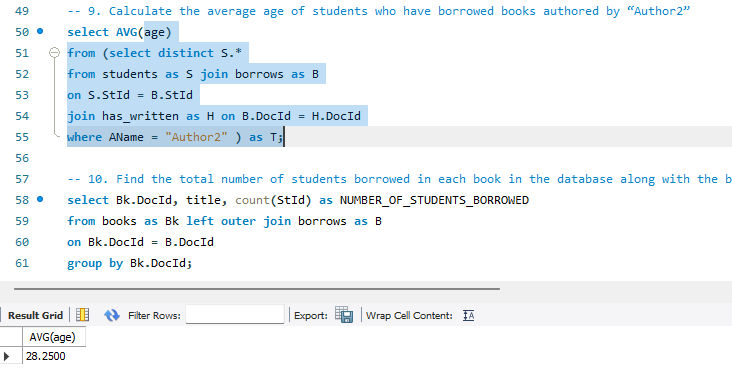 49 -- 9. Calculate the average age of students who have borrowed books authored by “Author2”
50 select AVG(age)
51 from (select distinct S.*
52 from students as S join borrows as B
53 on S.StId = B.StId
54 join has_written as H on B.DocId = H.DocId
55 where AName = "Author2" ) as T;
56
57 -- 10. Find the total number of students borrowed in each book in the database along with the b
58 select Bk.DocId, title, count(StId) as NUMBER_OF_STUDENTS_BORROWED
59 from books as Bk left outer join borrows as B
60 on Bk.DocId = B.DocId
61 group by Bk.DocId;
Result Grid Filter Rows: Export: Wrap Cell Content: IA
AVG(age)
28.2500